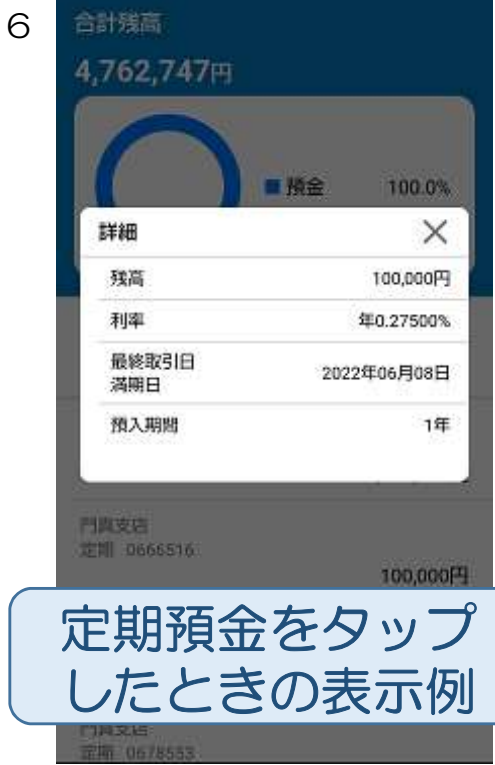 6
合計残高
4,762,747円
預金 100.0%
詳細
残高 100,000円
利率 年0.27500%
最終取引日
満期日 2022年06月08日
預入期間 1年
門真支店
定期 0666516
100,000円
定期預金をタップ
したときの表示例
門真支店
定期 0678553